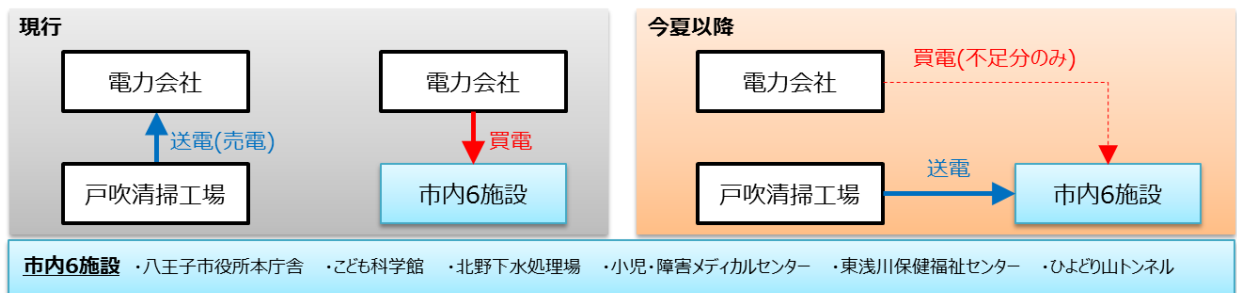 現行
電力会社
電力会社
送電(売電)
買電
戸吹清掃工場
市内6施設
今夏以降
電力会社
買電(不足分のみ)
送電
戸吹清掃工場
市内6施設
市内6施設 ・八王子市役所本庁舎 ・こども科学館 ・北野下水処理場 ・小児・障害メディカルセンター ・東浅川保健福祉センター ・ひよどり山トンネル